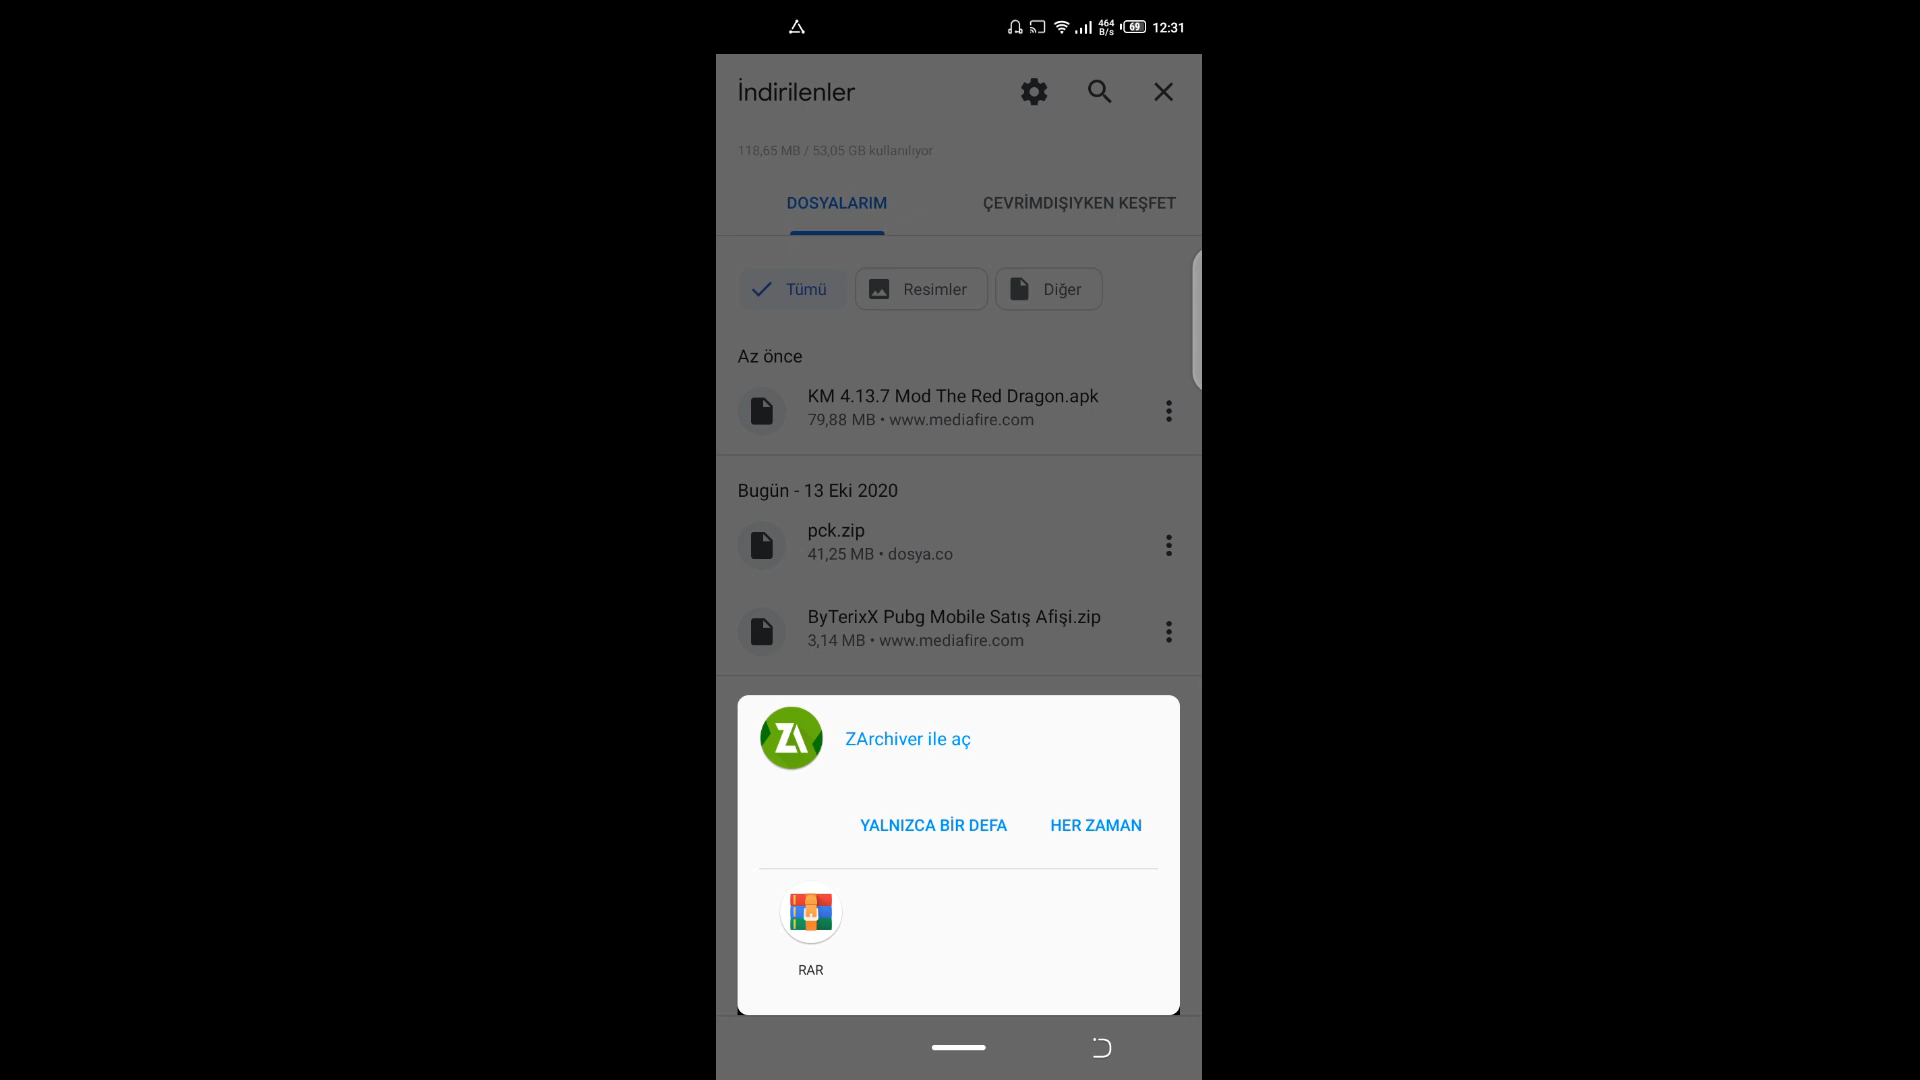 464
B/s
69
12:31
İndirilenler
118,65 MB / 53,05 GB kullanılıyor
DOSYALARIM
ÇEVRİMDIŞIYKEN KEŞFET
Tümü
Resimler
Diğer
Az önce
KM 4.13.7 Mod The Red Dragon.apk
79,88 MB • www.mediafire.com
Bugün - 13 Eki 2020
pck.zip
41,25 MB • dosya.co
ByTerixX Pubg Mobile Satış Afişi.zip
3,14 MB • www.mediafire.com
ZA
ZArchiver ile aç
YALNIZCA BİR DEFA
HER ZAMAN
RAR